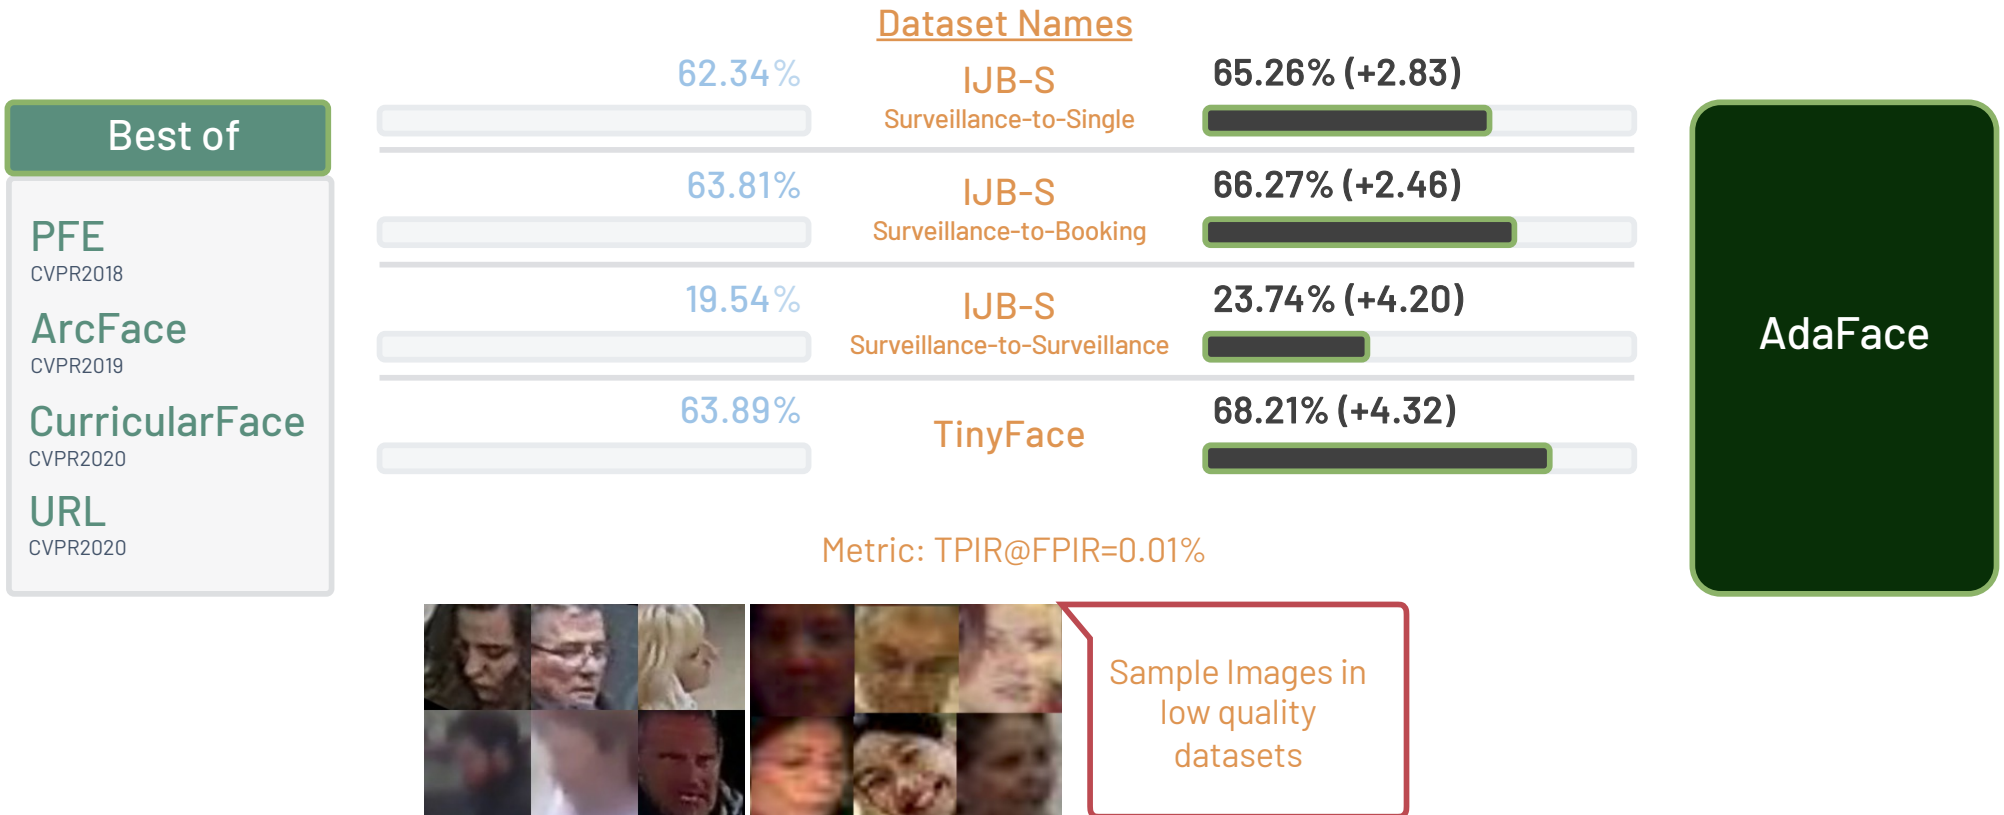 Dataset Names
62.34%
IJB-S
Surveillance-to-Single
65.26% (+2.83)
63.81%
IJB-S
Surveillance-to-Booking
66.27% (+2.46)
19.54%
IJB-S
Surveillance-to-Surveillance
23.74% (+4.20)
63.89%
TinyFace
68.21% (+4.32)
Best of
PFE
CVPR2018
ArcFace
CVPR2019
CurricularFace
CVPR2020
URL
CVPR2020
AdaFace
Metric: TPIR@FPIR=0.01%
Sample Images in
low quality
datasets